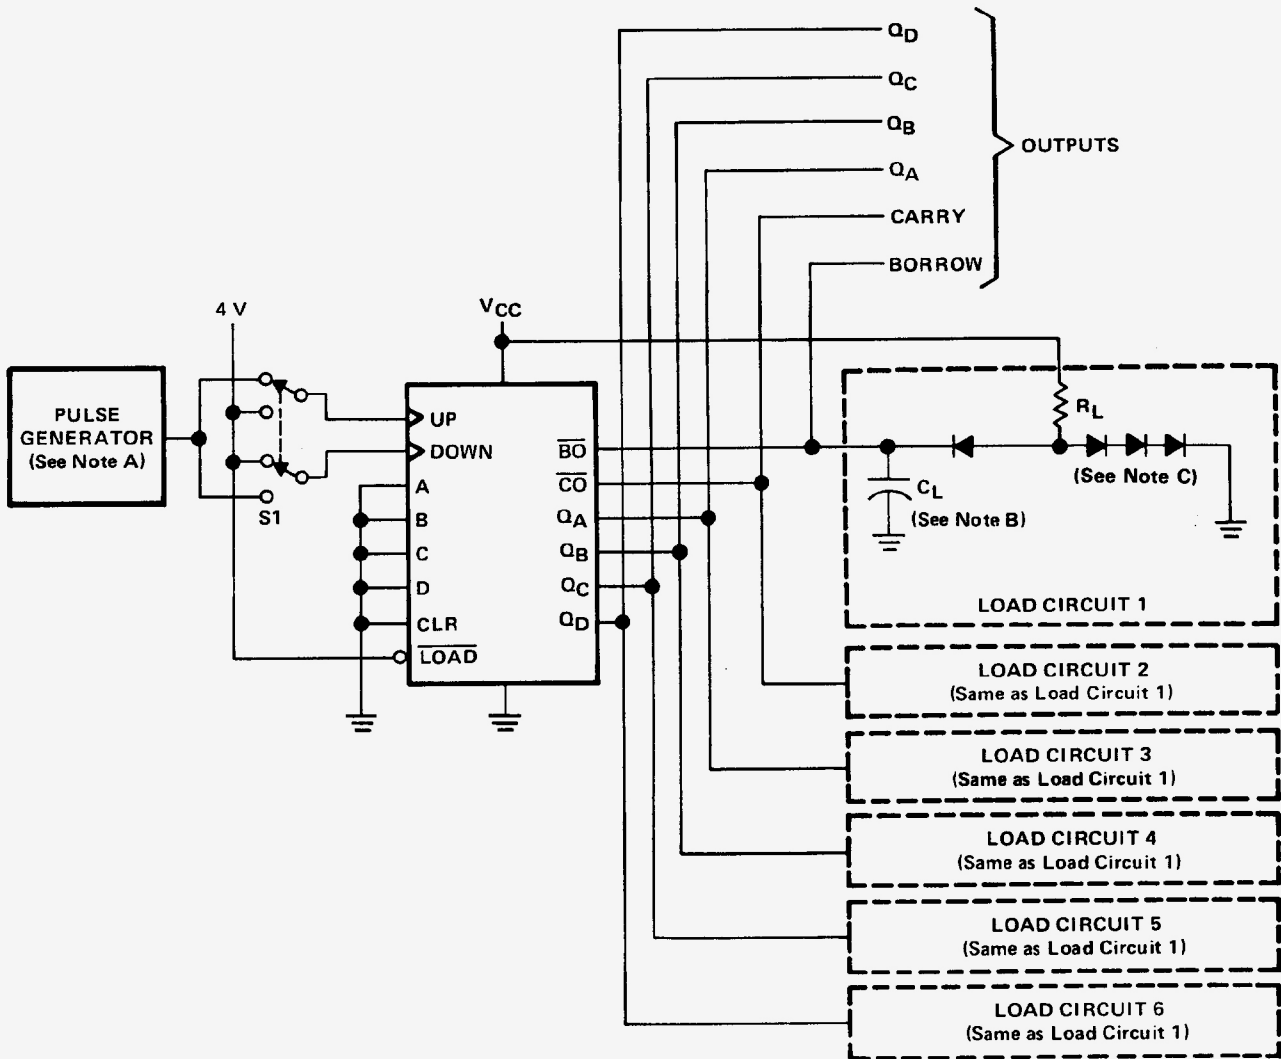 QD
QC
QB
QA
CARRY
BORROW
OUTPUTS
4 V
VCC
PULSE
GENERATOR
(See Note A)
S1
UP
DOWN
A
B
C
D
CLR
LOAD
BO
CO
QA
QB
QC
QD
RL
(See Note C)
CL
(See Note B)
LOAD CIRCUIT 1
LOAD CIRCUIT 2
(Same as Load Circuit 1)
LOAD CIRCUIT 3
(Same as Load Circuit 1)
LOAD CIRCUIT 4
(Same as Load Circuit 1)
LOAD CIRCUIT 5
(Same as Load Circuit 1)
LOAD CIRCUIT 6
(Same as Load Circuit 1)